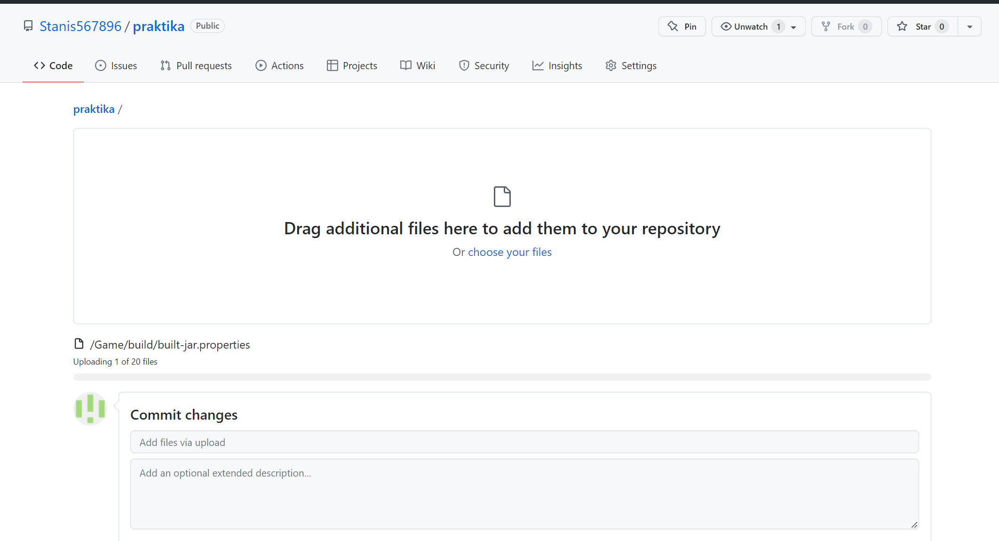 Stanis567896 / praktika Public Pin Unwatch 1 Fork 0 Star 0
Code Issues Pull requests Actions Projects Wiki Security Insights Settings
praktika /
Drag additional files here to add them to your repository
Or choose your files
/Game/build/built-jar.properties
Uploading 1 of 20 files
Commit changes
Add files via upload
Add an optional extended description...